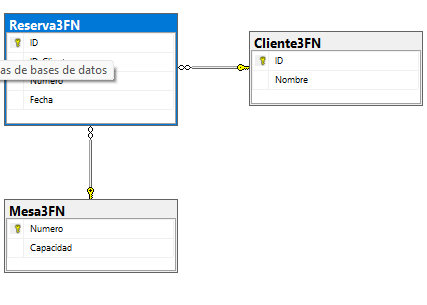 Reserva3FN
ID
as de bases de datos
Numero
Fecha
Cliente3FN
ID
Nombre
Mesa3FN
Numero
Capacidad